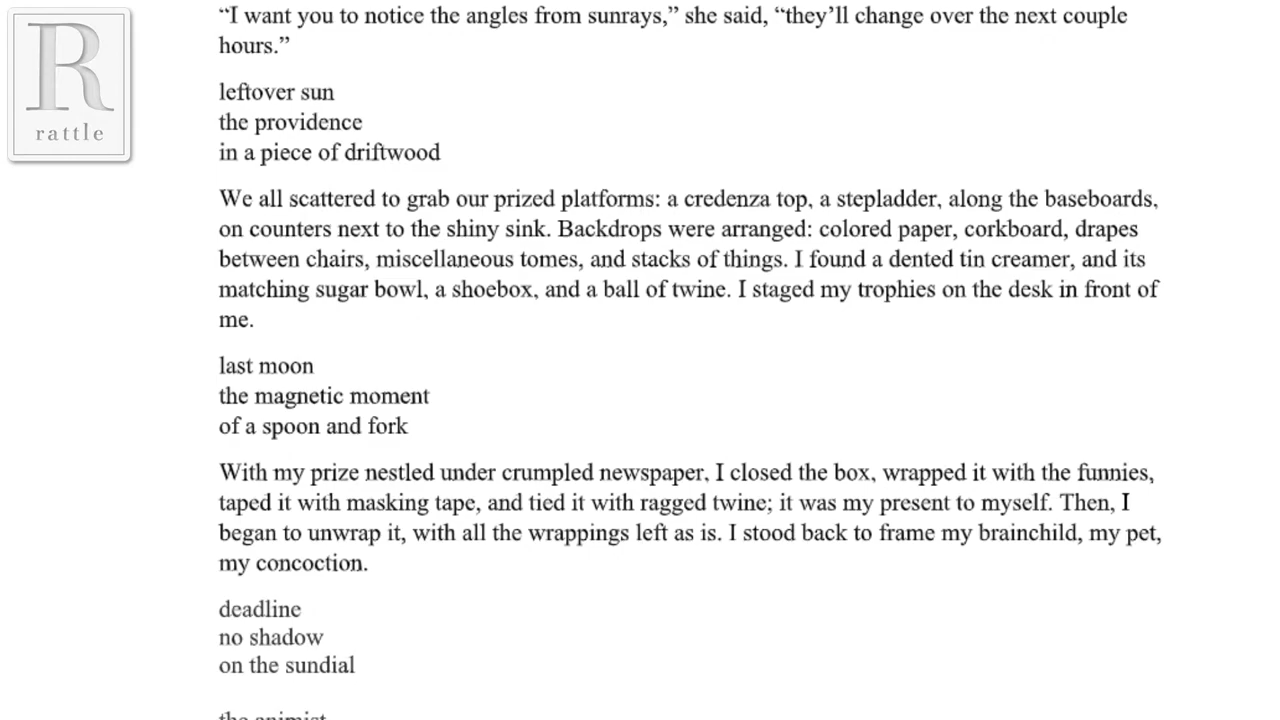 R
rattle
“I want you to notice the angles from sunrays,” she said, “they’ll change over the next couple
hours.”
leftover sun
the providence
in a piece of driftwood
We all scattered to grab our prized platforms: a credenza top, a stepladder, along the baseboards,
on counters next to the shiny sink. Backdrops were arranged: colored paper, corkboard, drapes
between chairs, miscellaneous tomes, and stacks of things. I found a dented tin creamer, and its
matching sugar bowl, a shoebox, and a ball of twine. I staged my trophies on the desk in front of
me.
last moon
the magnetic moment
of a spoon and fork
With my prize nestled under crumpled newspaper, I closed the box, wrapped it with the funnies,
taped it with masking tape, and tied it with ragged twine; it was my present to myself. Then, I
began to unwrap it, with all the wrappings left as is. I stood back to frame my brainchild, my pet,
my concoction.
deadline
no shadow
on the sundial
the animist